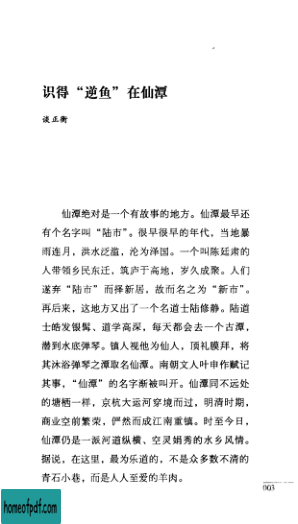 识得“逆鱼”在仙潭
谈正衡
仙潭绝对是一个有故事的地方。仙潭最早还
有个名字叫“陆市”。很早很早的年代，当地暴
雨连月，洪水泛滥，沦为泽国。一个叫陈廷肃的
人带领乡民东迁，筑庐于高地，岁久成聚。人们
遂弃“陆市”而择新居，故而名之为“新市”。
再后来，这地方又出了一个名道士陆修静。陆道
士皓发银髯、道学高深，每天都会去一个古潭，
潜到水底弹琴。镇人视他为仙人，顶礼膜拜，将
其沐浴弹琴之潭取名仙潭。南朝文人叶申作赋记
其事，“仙潭”的名字渐被叫开。仙潭同不远处
的塘栖一样，京杭大运河穿境而过，明清时期，
商业空前繁荣，俨然而成江南重镇。时至今日，
仙潭仍是一派河道纵横、空灵娟秀的水乡风情。
据说，在这里，最为乐道的，不是众多数不清的
青石小巷，而是人人至爱的羊肉。
003
homeofpdf.com